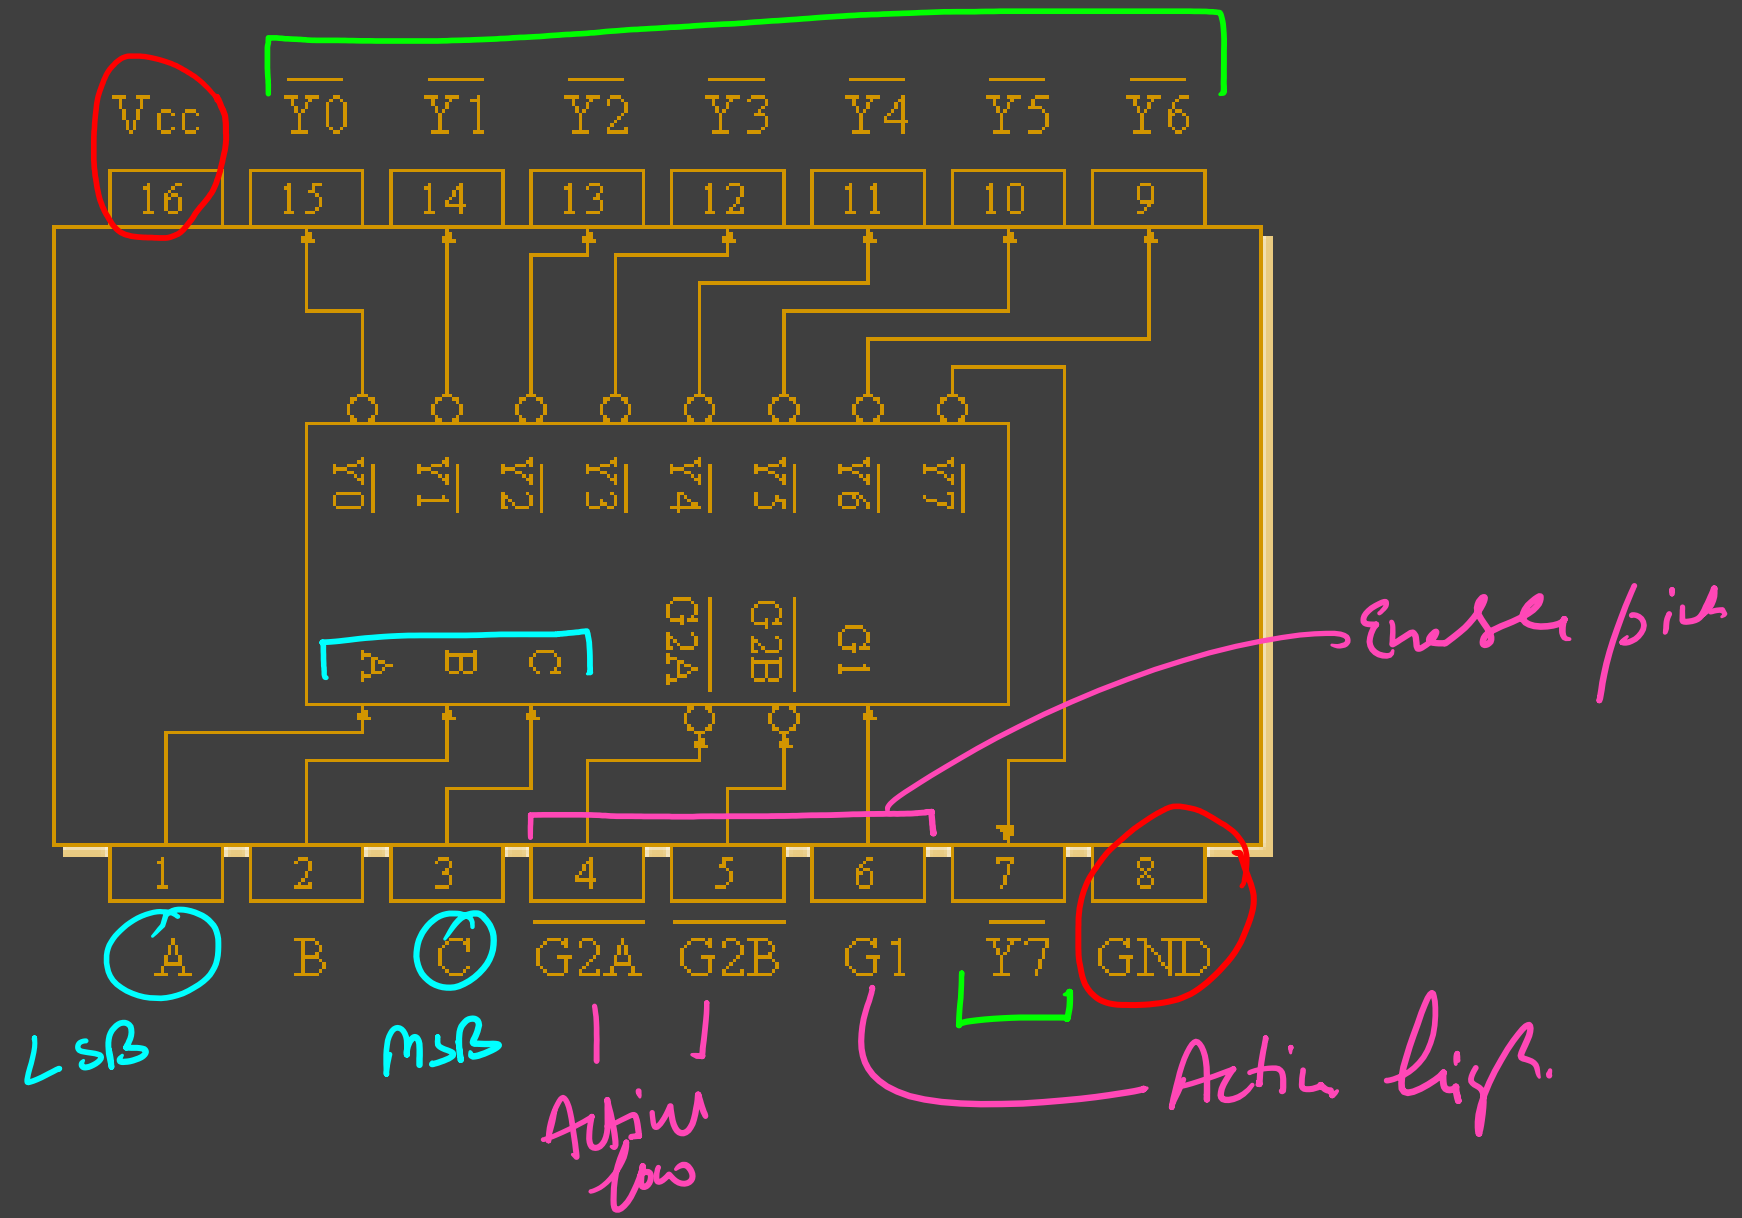 Vcc Y0 Y1 Y2 Y3 Y4 Y5 Y6
16 15 14 13 12 11 10 9
Y0 Y1 Y2 Y3 Y4 Y5 Y6 Y7
A B C G2A G2B G1
Enable pins
1 2 3 4 5 6 7 8
A B C G2A G2B G1 Y7 GND
LSB MSB
Active low
Active high.